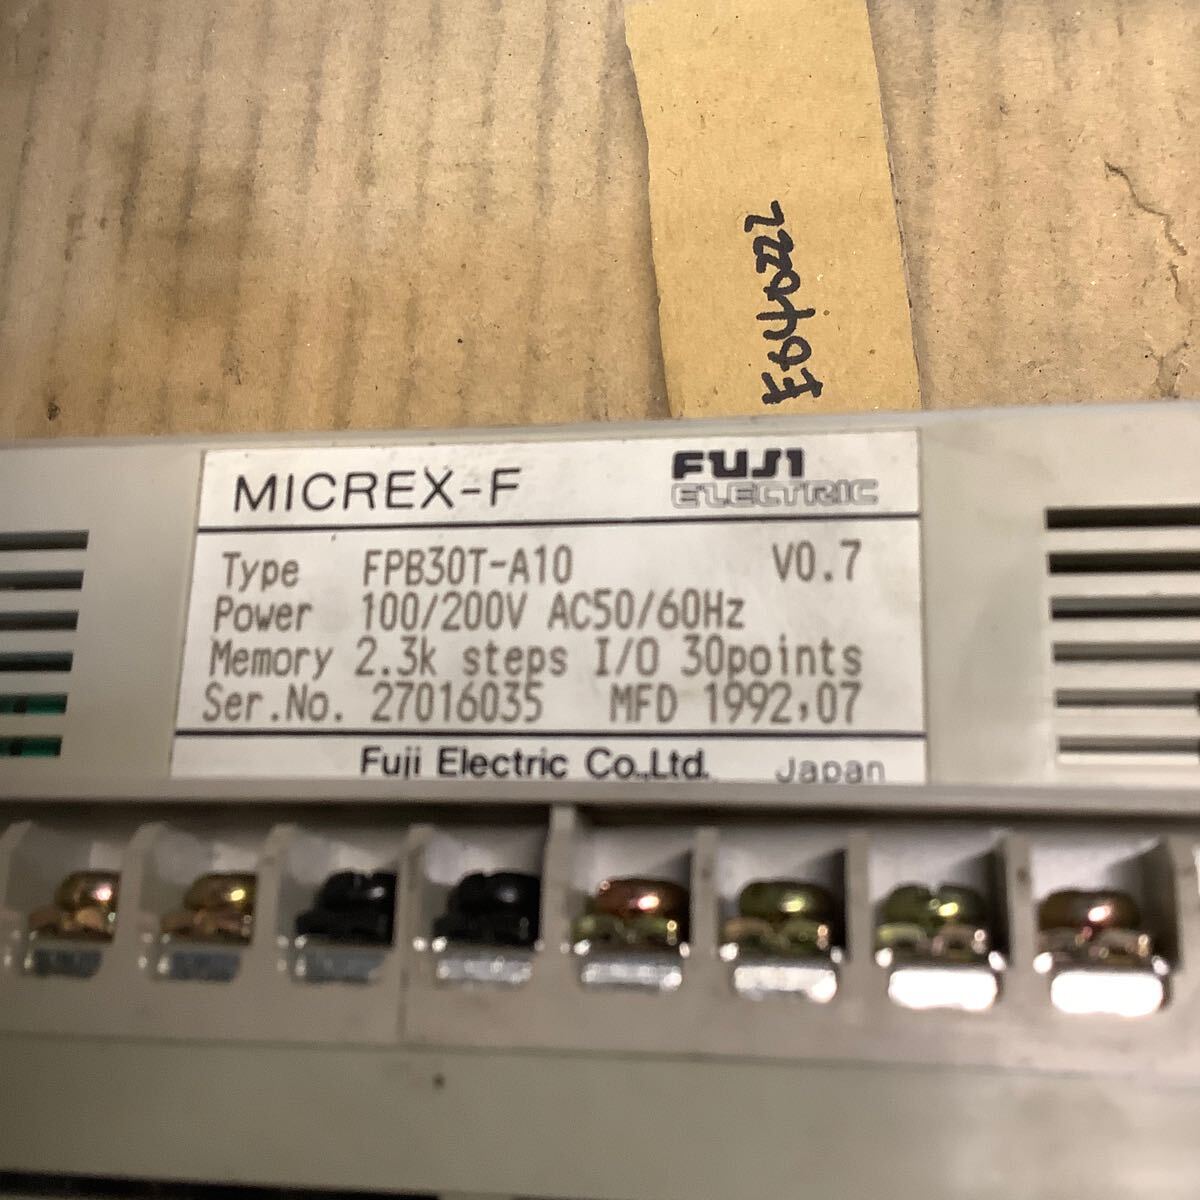 E64022L
MICREX-F
FUJI
ELECTRIC
Type FPB30T-A10 V0.7
Power 100/200V AC50/60Hz
Memory 2.3k steps I/O 30points
Ser.No. 27016035 MFD 1992,07
Fuji Electric Co.,Ltd. Japan